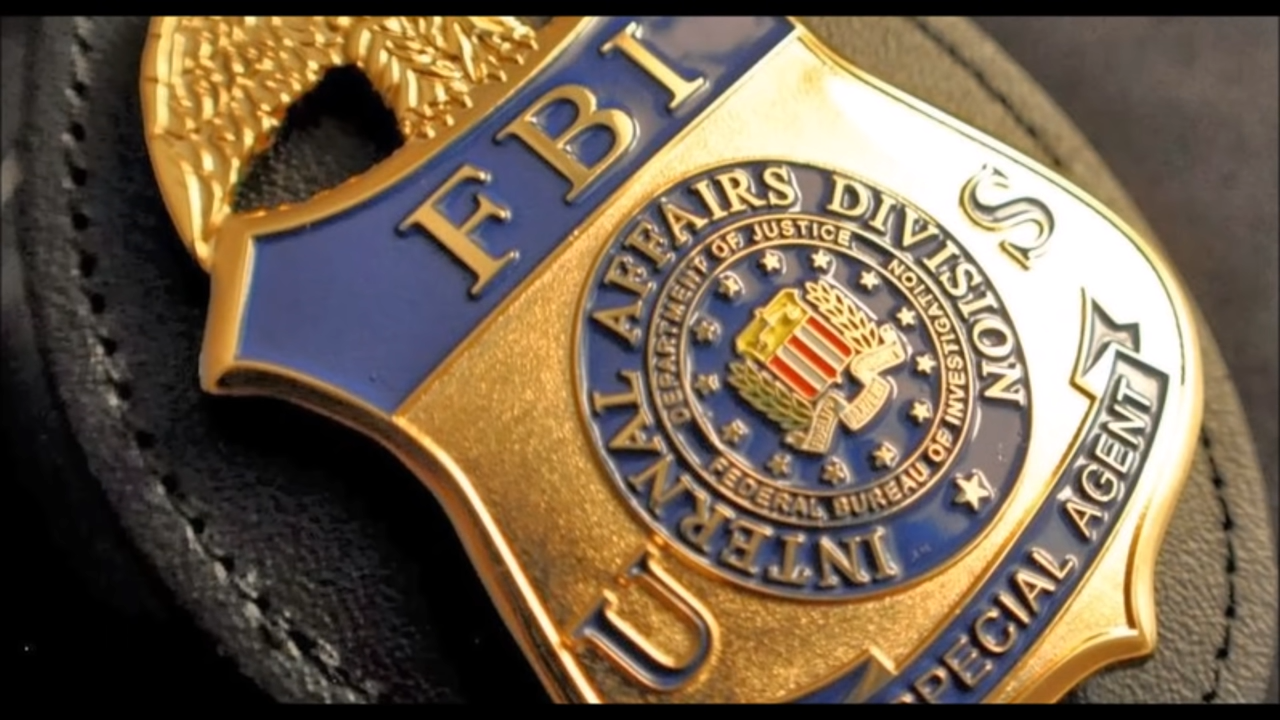 FBI
INTERNAL AFFAIRS DIVISION
DEPARTMENT OF JUSTICE
FEDERAL BUREAU OF INVESTIGATION
U S
SPECIAL AGENT